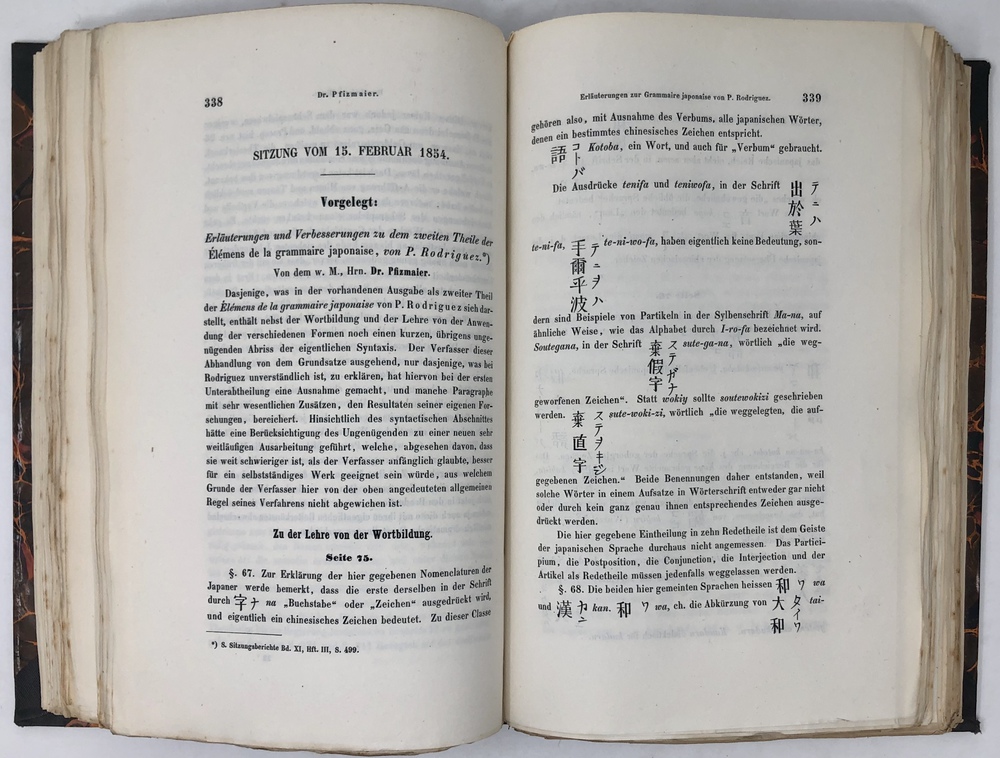 338
Dr. Pfizmaier.
SITZUNG VOM 15. FEBRUAR 1854.
Vorgelegt:
Erläuterungen und Verbesserungen zu dem zweiten Theile der
Élémens de la grammaire japonaise, von P. Rodriguez.*)
Von dem w. M., Hrn. Dr. Pfizmaier.
Dasjenige, was in der vorhandenen Ausgabe als zweiter Theil
der Élémens de la grammaire japonaise von P. Rodriguez sich dar-
stellt, enthält nebst der Wortbildung und der Lehre von der Anwen-
dung der verschiedenen Formen noch einen kurzen, übrigens unge-
nügenden Abriss der eigentlichen Syntaxis. Der Verfasser dieser
Abhandlung von dem Grundsatze ausgehend, nur dasjenige, was bei
Rodriguez unverständlich ist, zu erklären, hat hiervon bei der ersten
Unterabtheilung eine Ausnahme gemacht, und manche Paragraphe
mit sehr wesentlichen Zusätzen, den Resultaten seiner eigenen For-
schungen, bereichert. Hinsichtlich des syntactischen Abschnittes
hätte eine Berücksichtigung des Ungenügenden zu einer neuen sehr
weitläufigen Ausarbeitung geführt, welche, abgesehen davon, dass
sie weit schwieriger ist, als der Verfasser anfänglich glaubte, besser
für ein selbstständiges Werk geeignet sein würde, aus welchem
Grunde der Verfasser hier von der oben angedeuteten allgemeinen
Regel seines Verfahrens nicht abgewichen ist.
Zu der Lehre von der Wortbildung.
Seite 75.
§. 67. Zur Erklärung der hier gegebenen Nomenclaturen der
Japaner werde bemerkt, dass die erste derselben in der Schrift
durch 字ナ na „Buchstabe“ oder „Zeichen“ ausgedrückt wird,
und eigentlich ein chinesisches Zeichen bedeutet. Zu dieser Classe
*) S. Sitzungsberichte Bd. XI, Hft. III, S. 499.
Erläuterungen zur Grammaire japonaise von P. Rodriguez.
339
gehören also, mit Ausnahme des Verbums, alle japanischen Wörter,
denen ein bestimmtes chinesisches Zeichen entspricht.
語 コトバ Kotoba, ein Wort, und auch für „Verbum“ gebraucht.
Die Ausdrücke tenifa und teniwofa, in der Schrift 出於葉 テニハ
te-ni-fa, 手爾平波 テニヲハ te-ni-wo-fa, haben eigentlich keine Bedeutung, son-
dern sind Beispiele von Partikeln in der Sylbenschrift Ma-na, auf
ähnliche Weise, wie das Alphabet durch I-ro-fa bezeichnet wird.
Soutegana, in der Schrift 棄假字 ステガナ sute-ga-na, wörtlich „die weg-
geworfenen Zeichen“. Statt wokiy sollte soutewokizi geschrieben
werden. 棄直字 ステヲキジ sute-woki-zi, wörtlich „die weggelegten, die auf-
gegebenen Zeichen.“ Beide Benennungen daher entstanden, weil
solche Wörter in einem Aufsatze in Wörterschrift entweder gar nicht
oder durch kein ganz genau ihnen entsprechendes Zeichen ausge-
drückt werden.
Die hier gegebene Eintheilung in zehn Redetheile ist dem Geiste
der japanischen Sprache durchaus nicht angemessen. Das Partici-
pium, die Postposition, die Conjunction, die Interjection und der
Artikel als Redetheile müssen jedenfalls weggelassen werden.
§. 68. Die beiden hier gemeinten Sprachen heissen 和 ワ wa
und 漢 カン kan. 和 ワ wa, ch. die Abkürzung von 大和 タイワ tai-